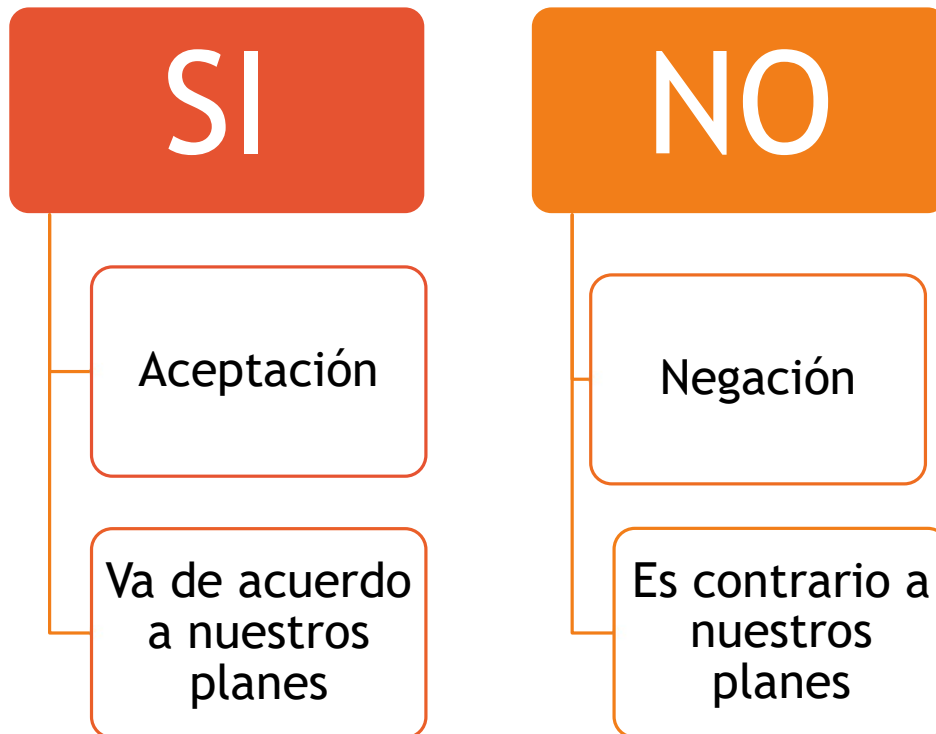 SI
Aceptación
Va de acuerdo
a nuestros
planes
NO
Negación
Es contrario a
nuestros
planes